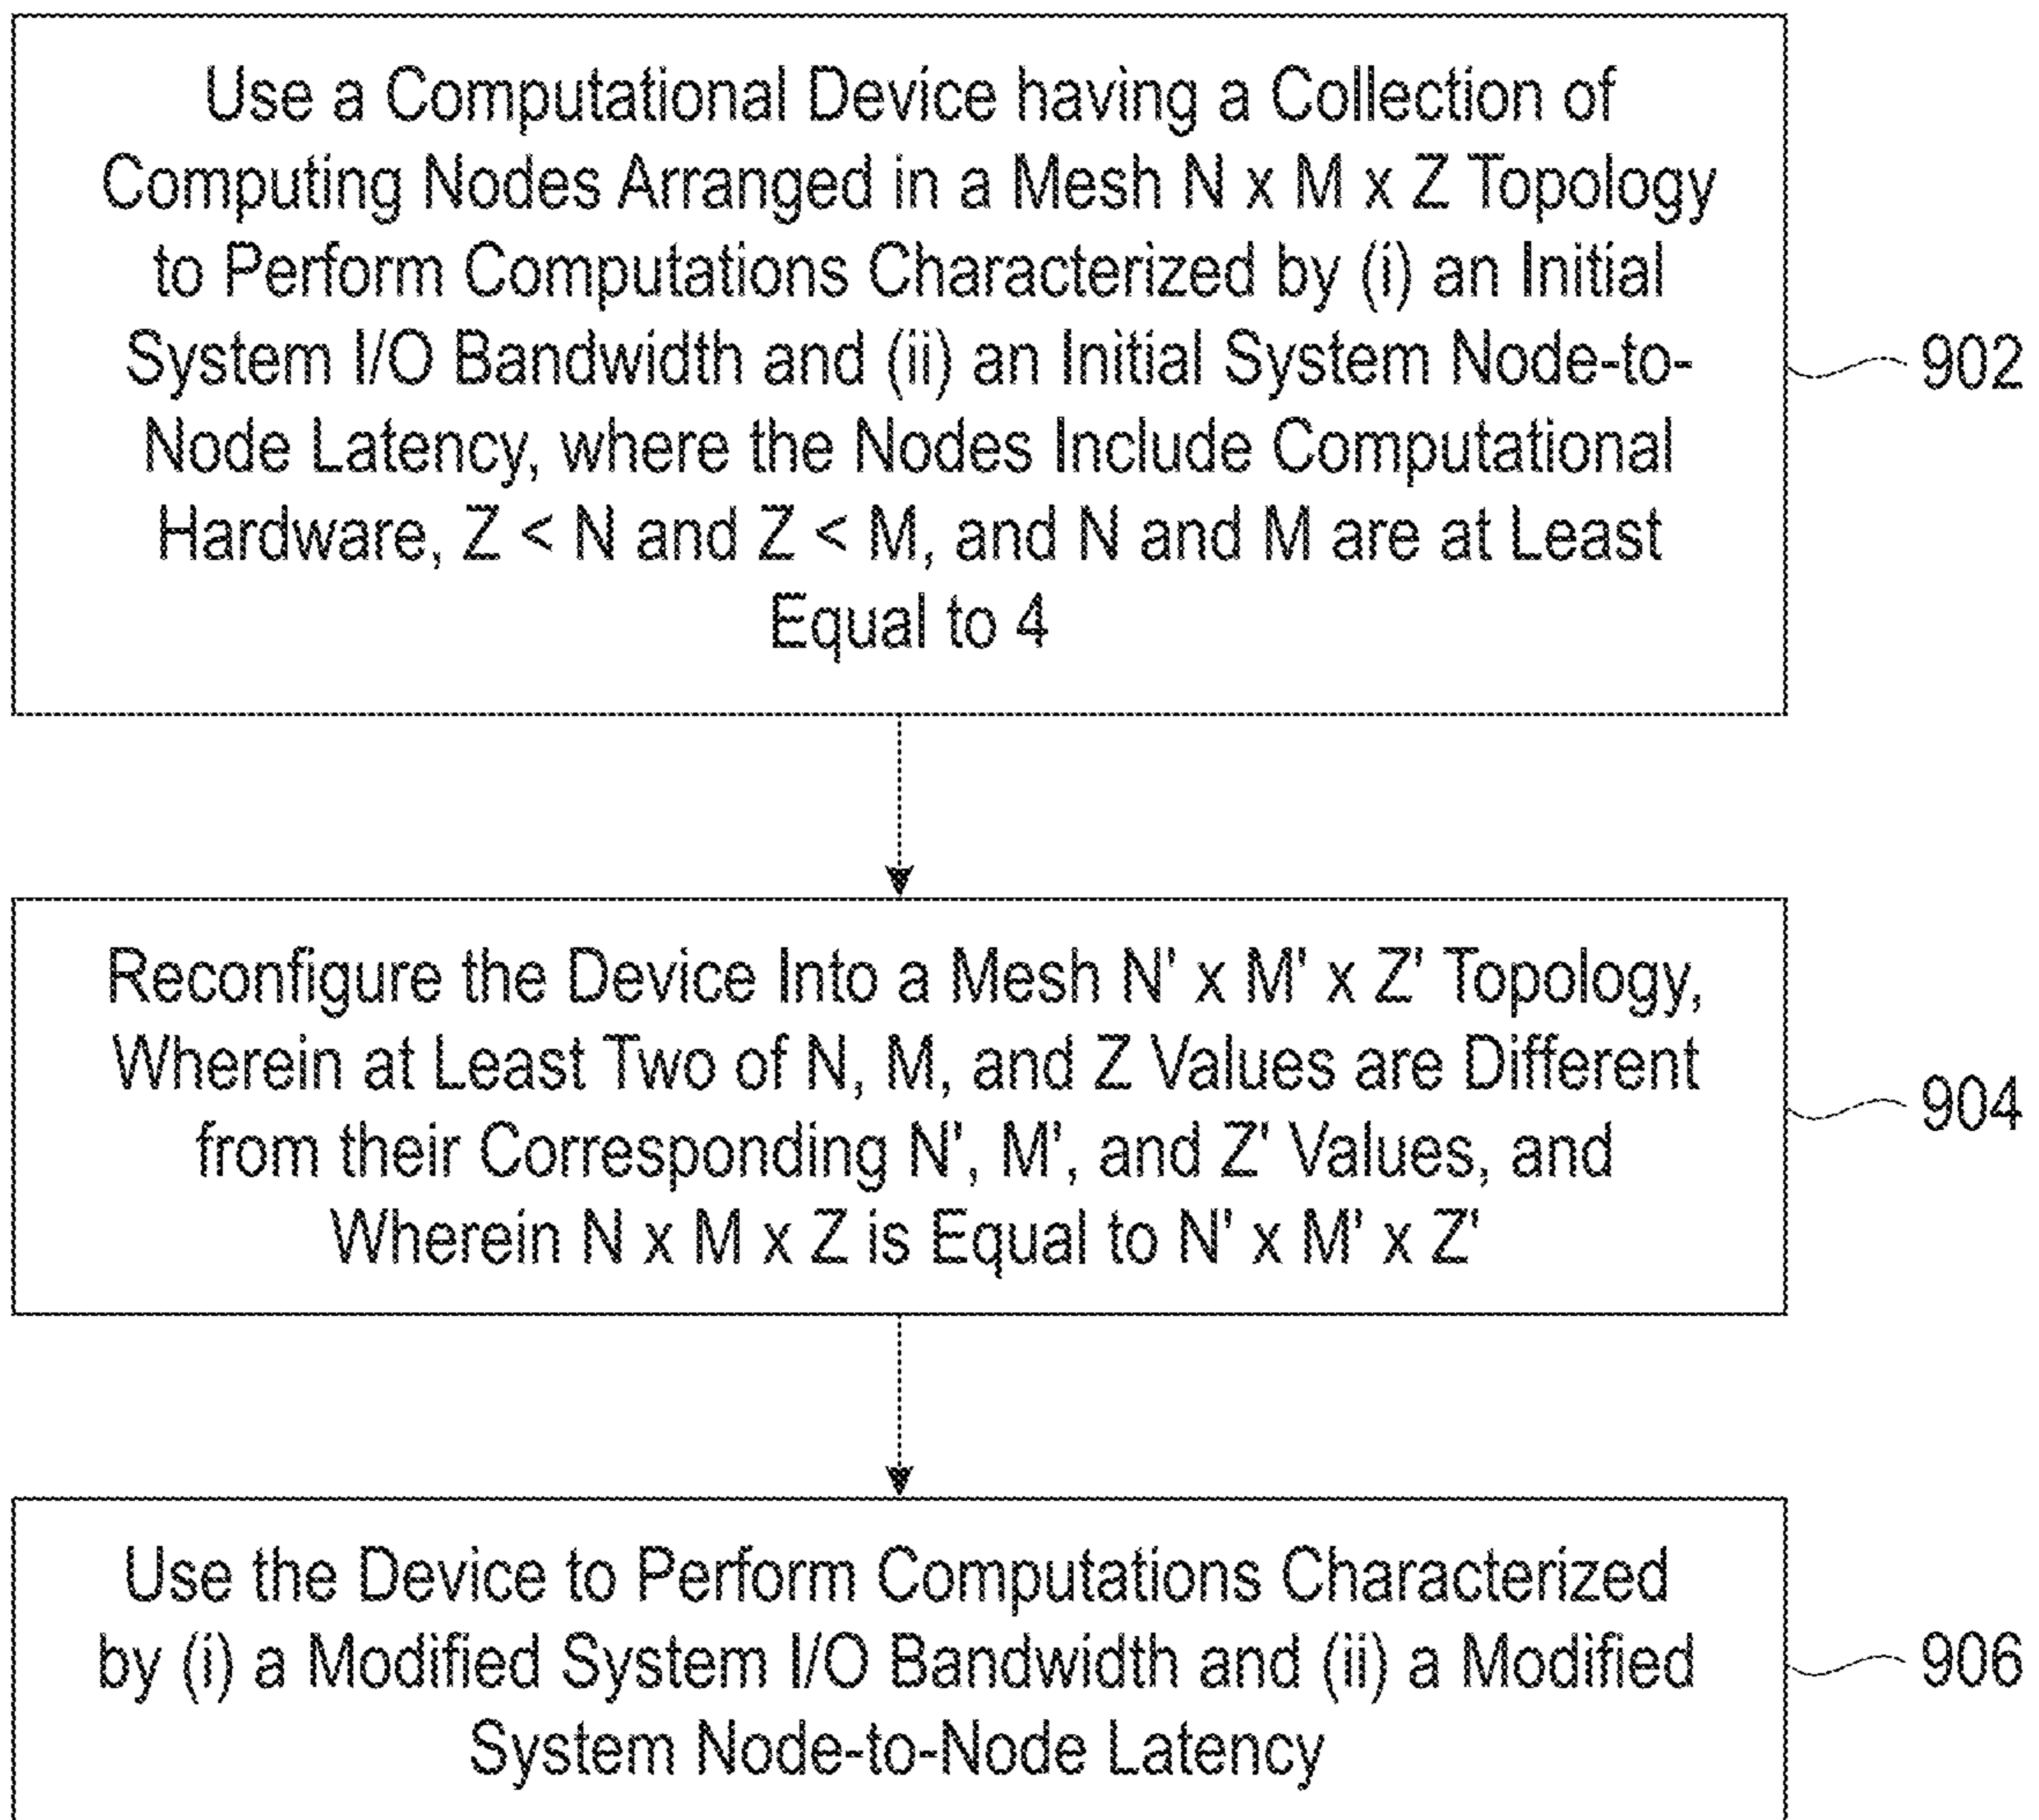 Use a Computational Device having a Collection of
Computing Nodes Arranged in a Mesh N x M x Z Topology
to Perform Computations Characterized by (i) an Initial
System I/O Bandwidth and (ii) an Initial System Node-to-
Node Latency, where the Nodes Include Computational
Hardware, Z < N and Z < M, and N and M are at Least
Equal to 4
902
Reconfigure the Device Into a Mesh N' x M' x Z' Topology,
Wherein at Least Two of N, M, and Z Values are Different
from their Corresponding N', M', and Z' Values, and
Wherein N x M x Z is Equal to N' x M' x Z'
904
Use the Device to Perform Computations Characterized
by (i) a Modified System I/O Bandwidth and (ii) a Modified
System Node-to-Node Latency
906